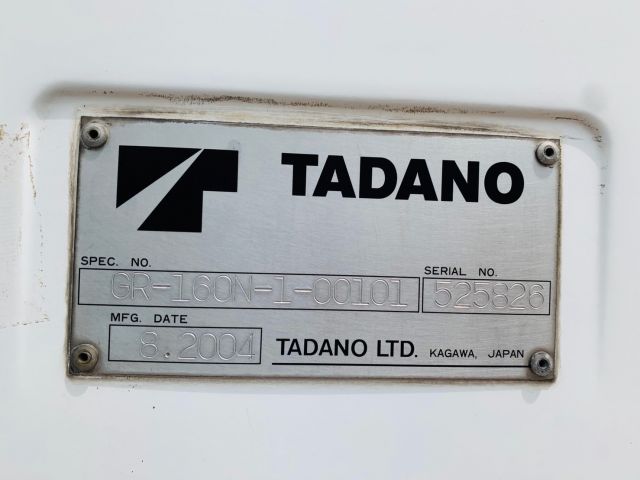 TADANO
SPEC. NO.
GR-160N-1-00101
SERIAL NO.
525826
MFG. DATE
8.2004
TADANO LTD. KAGAWA, JAPAN